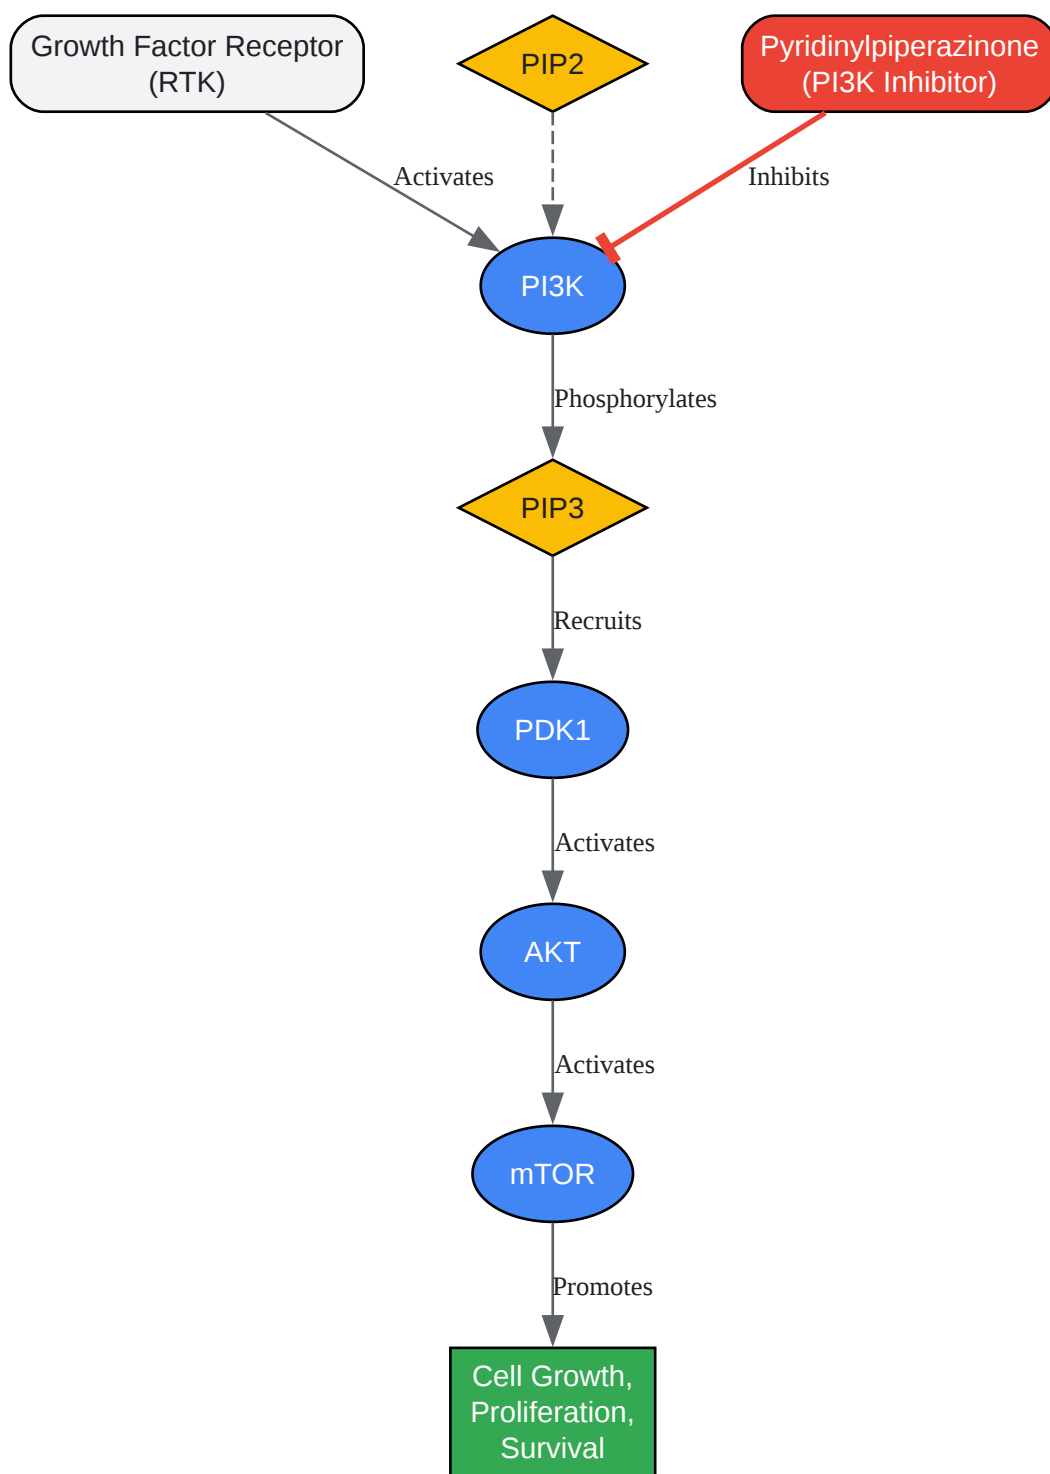 Growth Factor Receptor
(RTK)
PIP2
Pyridinylpiperazinone
(PI3K Inhibitor)
Activates
Inhibits
PI3K
Phosphorylates
PIP3
Recruits
PDK1
Activates
AKT
Activates
mTOR
Promotes
Cell Growth,
Proliferation,
Survival